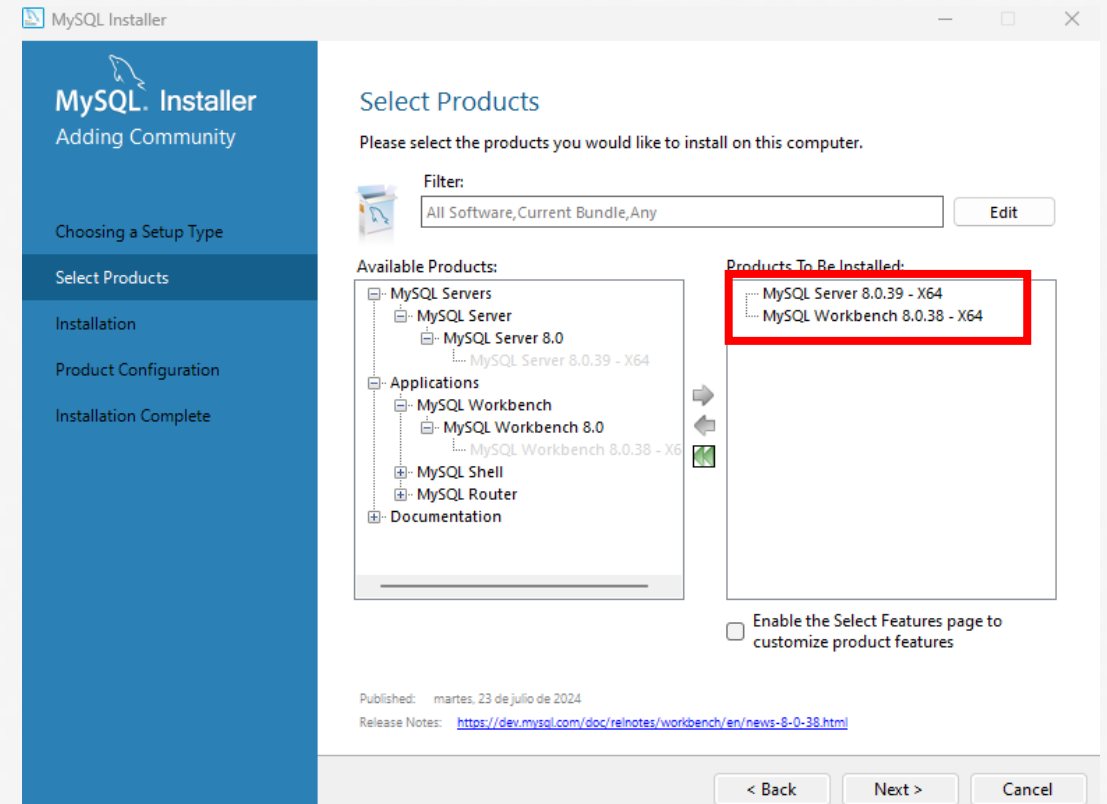 MySQL Installer
MySQL. Installer
Adding Community
Choosing a Setup Type
Select Products
Installation
Product Configuration
Installation Complete
Select Products
Please select the products you would like to install on this computer.
Filter:
All Software,Current Bundle,Any
Edit
Available Products:
MySQL Servers
MySQL Server
MySQL Server 8.0
MySQL Server 8.0.39 - X64
Applications
MySQL Workbench
MySQL Workbench 8.0
MySQL Workbench 8.0.38 - X6
MySQL Shell
MySQL Router
Documentation
Products To Be Installed:
MySQL Server 8.0.39 - X64
MySQL Workbench 8.0.38 - X64
Enable the Select Features page to
customize product features
Published: martes, 23 de julio de 2024
Release Notes: https://dev.mysql.com/doc/relnotes/workbench/en/news-8-0-38.html
< Back
Next >
Cancel